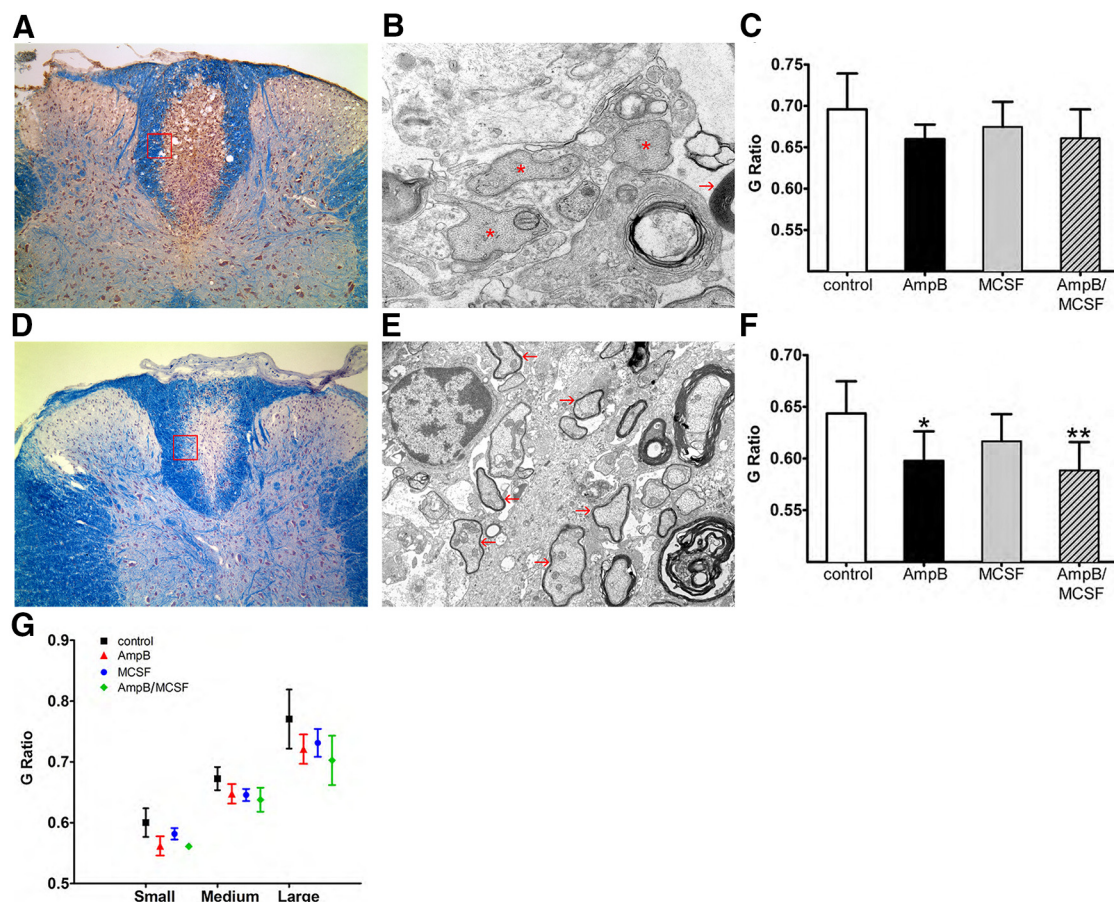 A
B
C
0.75
0.70
0.65
0.60
0.55
G Ratio
control
AmpB
MCSF
AmpB/
MCSF
*
*
*
→
D
E
F
0.70
0.65
0.60
0.55
G Ratio
*
**
control
AmpB
MCSF
AmpB/
MCSF
G
0.9
0.8
0.7
0.6
0.5
G Ratio
control
AmpB
MCSF
AmpB/MCSF
Small
Medium
Large